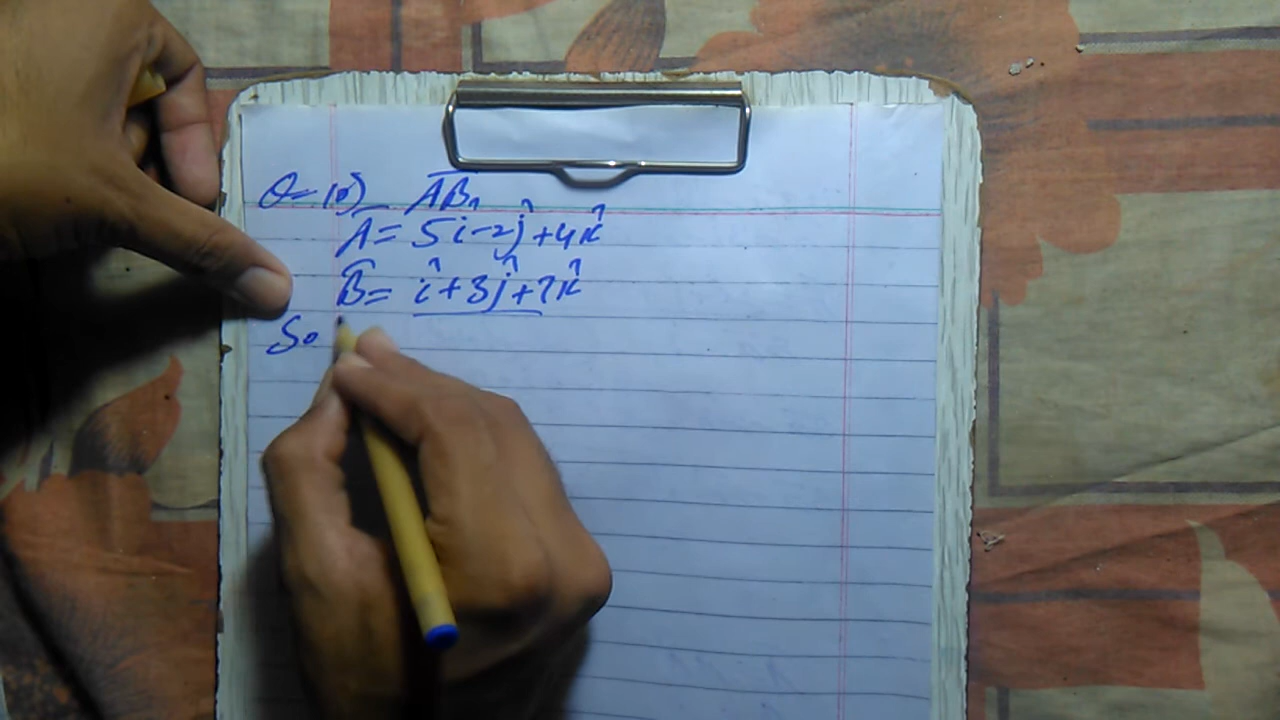 Q=10) AB
A = 5i-2j+4k
B = i+3j+7k
So